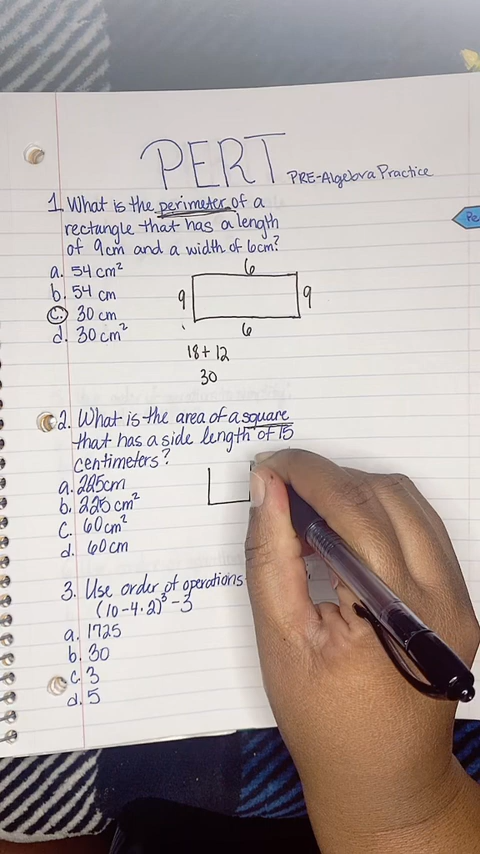 PERT PRE-Algebra Practice
1. What is the perimeter of a
rectangle that has a length
of 9cm and a width of 6cm?
a. 54 cm²
b. 54 cm
c. 30 cm
d. 30 cm²
6
9
9
6
18+ 12
30
2. What is the area of a square
that has a side length of 15
centimeters?
a. 225cm
b. 225 cm²
c. 60 cm²
d. 60 cm
3. Use order of operations
(10-4·2)³-3
a. 1725
b. 30
c. 3
d. 5
Pe